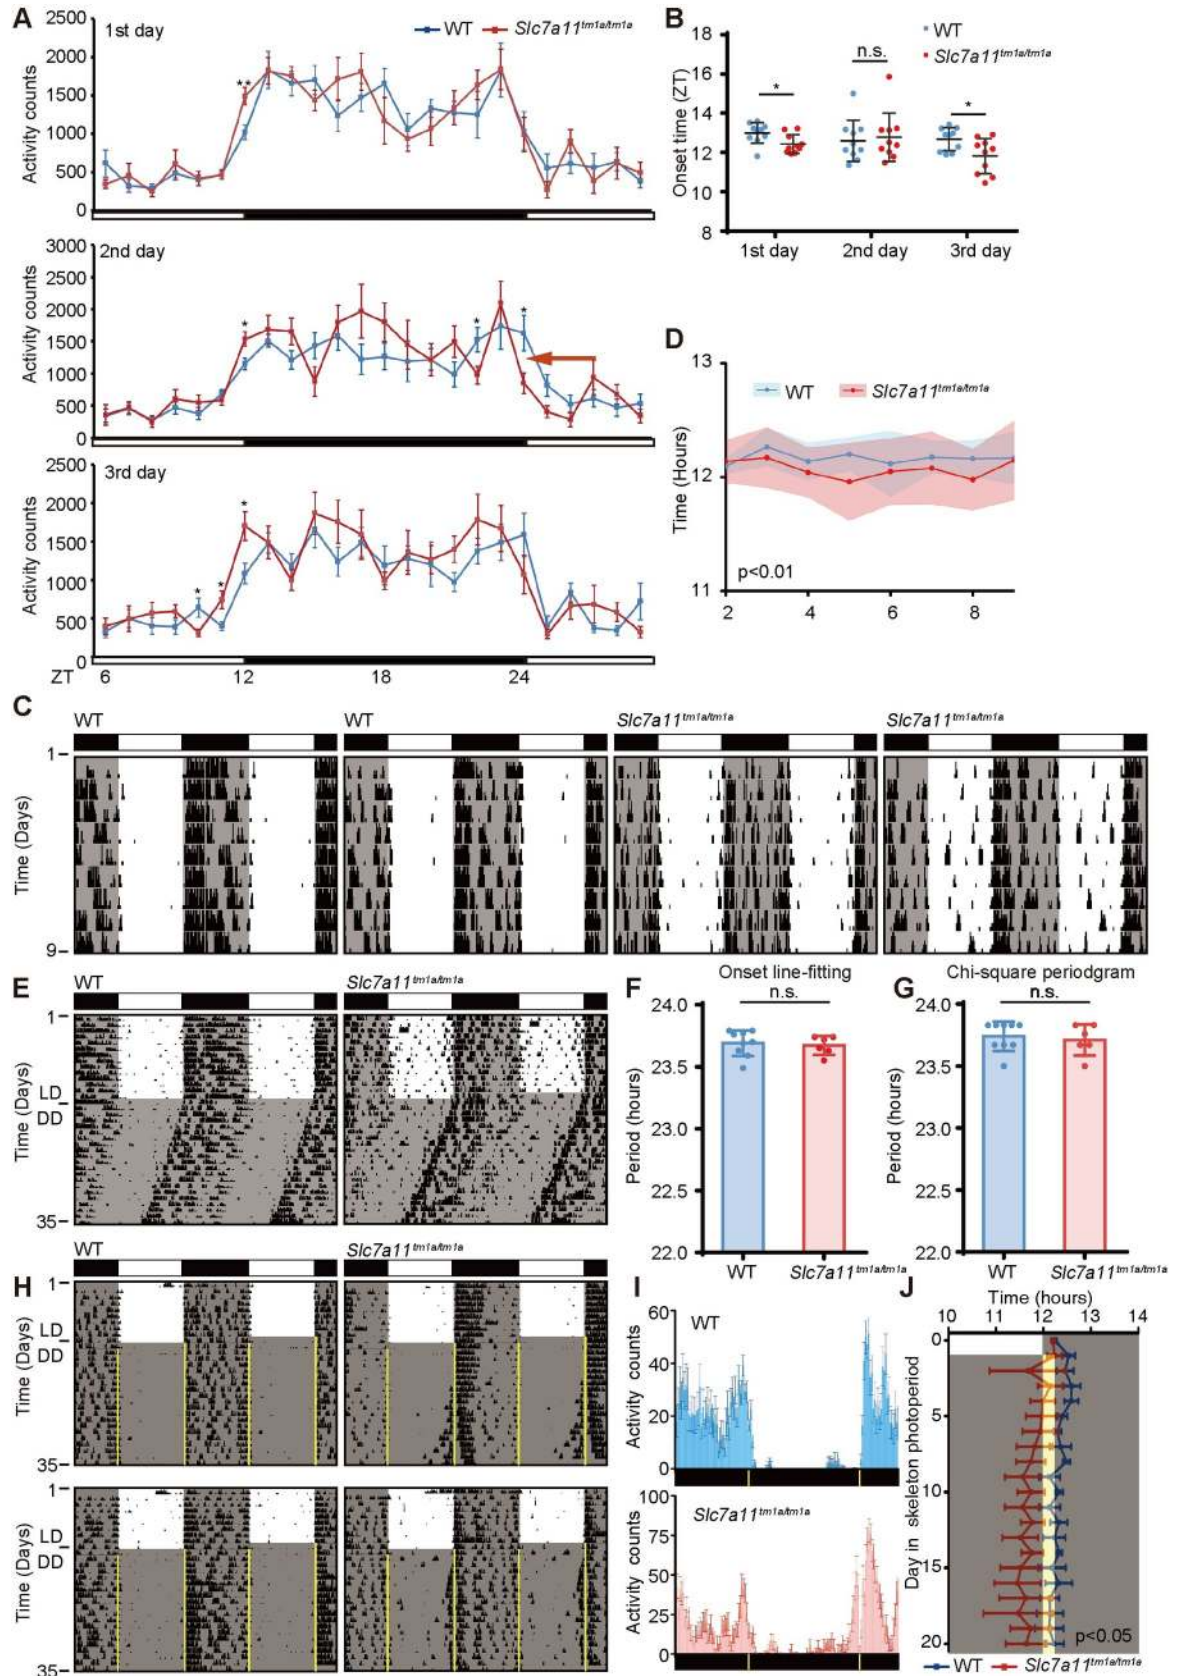 A
1st day
WT
Slc7a11tm1a/tm1a
Activity counts
2500
2000
1500
1000
500
0
**
2nd day
Activity counts
3000
2500
2000
1500
1000
500
0
*
*
*
3rd day
Activity counts
2500
2000
1500
1000
500
0
*
*
*
ZT 6 12 18 24
B
WT
Slc7a11tm1a/tm1a
Onset time (ZT)
18
16
14
12
10
8
*
n.s.
*
1st day 2nd day 3rd day
D
WT
Slc7a11tm1a/tm1a
Time (Hours)
13
12
11
p<0.01
2 4 6 8
C
WT WT Slc7a11tm1a/tm1a Slc7a11tm1a/tm1a
Time (Days)
1
9
E
WT Slc7a11tm1a/tm1a
Time (Days)
1
LD
DD
35
F
Onset line-fitting
n.s.
Period (hours)
24.0
23.5
23.0
22.5
22.0
WT Slc7a11tm1a/tm1a
G
Chi-square periodgram
n.s.
Period (hours)
24.0
23.5
23.0
22.5
22.0
WT Slc7a11tm1a/tm1a
H
WT Slc7a11tm1a/tm1a
Time (Days)
1
LD
DD
35
Time (Days)
1
LD
DD
35
I
WT
Activity counts
60
40
20
0
Slc7a11tm1a/tm1a
Activity counts
100
75
50
25
0
J
Time (hours)
10 11 12 13 14
Day in skeleton photoperiod
0
5
10
15
20
p<0.05
WT Slc7a11tm1a/tm1a